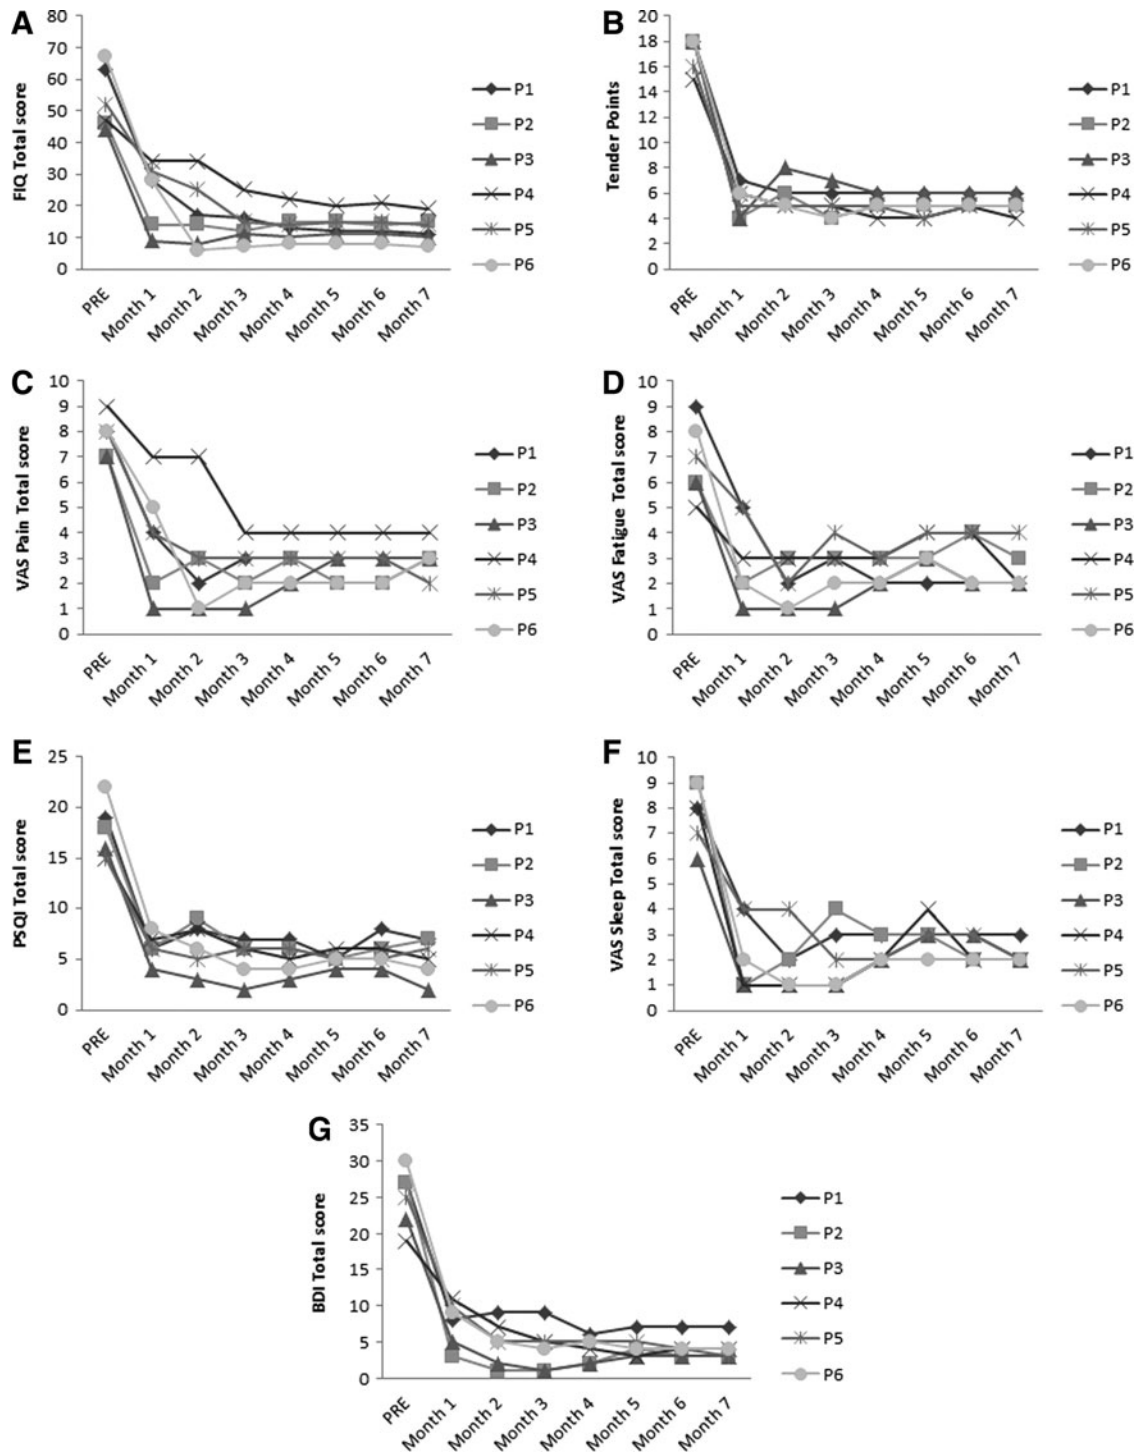 A
FIQ Total score
80
70
60
50
40
30
20
10
0
PRE
Month 1
Month 2
Month 3
Month 4
Month 5
Month 6
Month 7
P1
P2
P3
P4
P5
P6
B
Tender Points
20
18
16
14
12
10
8
6
4
2
0
PRE
Month 1
Month 2
Month 3
Month 4
Month 5
Month 6
Month 7
P1
P2
P3
P4
P5
P6
C
VAS Pain Total score
10
9
8
7
6
5
4
3
2
1
0
PRE
Month 1
Month 2
Month 3
Month 4
Month 5
Month 6
Month 7
P1
P2
P3
P4
P5
P6
D
VAS Fatigue Total score
10
9
8
7
6
5
4
3
2
1
0
PRE
Month 1
Month 2
Month 3
Month 4
Month 5
Month 6
Month 7
P1
P2
P3
P4
P5
P6
E
PSQI Total score
25
20
15
10
5
0
PRE
Month 1
Month 2
Month 3
Month 4
Month 5
Month 6
Month 7
P1
P2
P3
P4
P5
P6
F
VAS Sleep Total score
10
9
8
7
6
5
4
3
2
1
0
PRE
Month 1
Month 2
Month 3
Month 4
Month 5
Month 6
Month 7
P1
P2
P3
P4
P5
P6
G
BDI Total score
35
30
25
20
15
10
5
0
PRE
Month 1
Month 2
Month 3
Month 4
Month 5
Month 6
Month 7
P1
P2
P3
P4
P5
P6